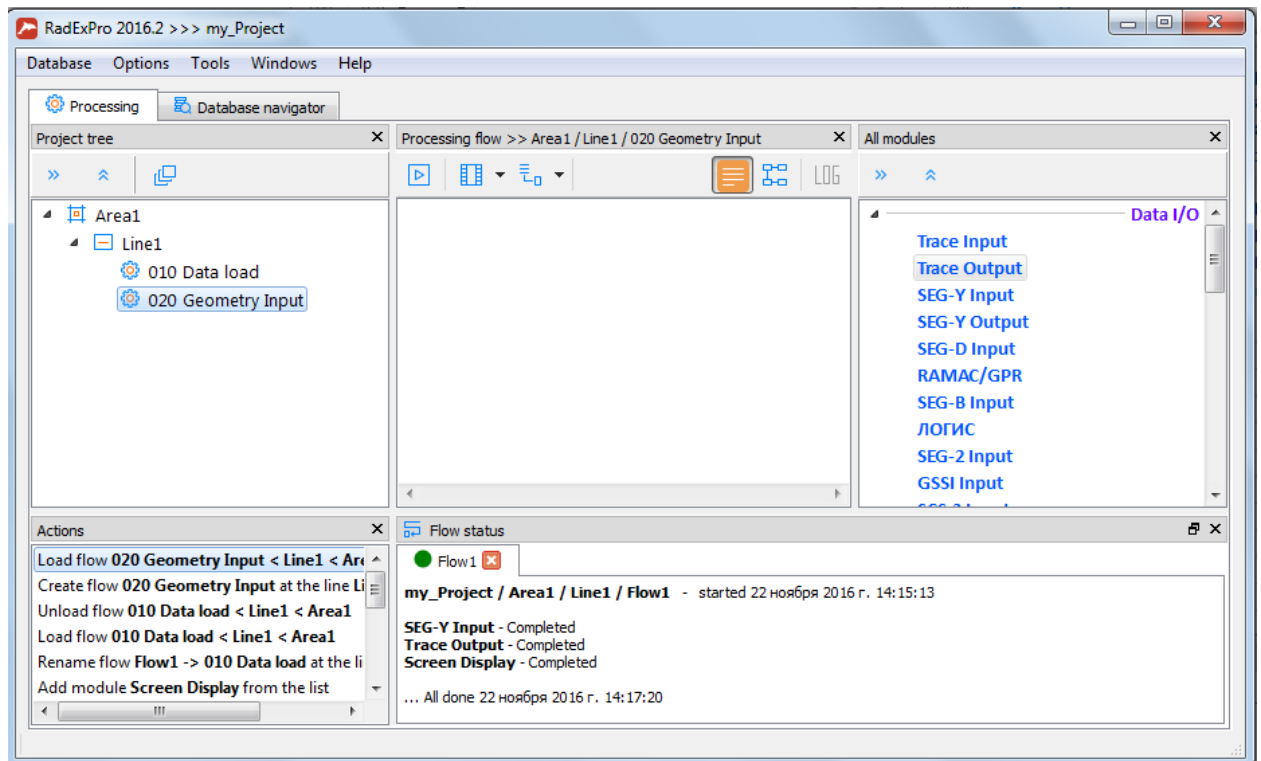 RadExPro 2016.2 >>> my_Project
Database Options Tools Windows Help
Processing Database navigator
Project tree
Area1
Line1
010 Data load
020 Geometry Input
Processing flow >> Area1 / Line1 / 020 Geometry Input
LOG
All modules
Data I/O
Trace Input
Trace Output
SEG-Y Input
SEG-Y Output
SEG-D Input
RAMAC/GPR
SEG-B Input
ЛОГИС
SEG-2 Input
GSSI Input
Actions
Load flow 020 Geometry Input < Line1 < Are
Create flow 020 Geometry Input at the line Li
Unload flow 010 Data load < Line1 < Area1
Load flow 010 Data load < Line1 < Area1
Rename flow Flow1 -> 010 Data load at the li
Add module Screen Display from the list
Flow status
Flow1
my_Project / Area1 / Line1 / Flow1 - started 22 ноября 2016 г. 14:15:13
SEG-Y Input - Completed
Trace Output - Completed
Screen Display - Completed
... All done 22 ноября 2016 г. 14:17:20